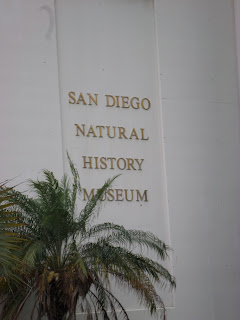 SAN DIEGO
NATURAL
HISTORY
MUSEUM